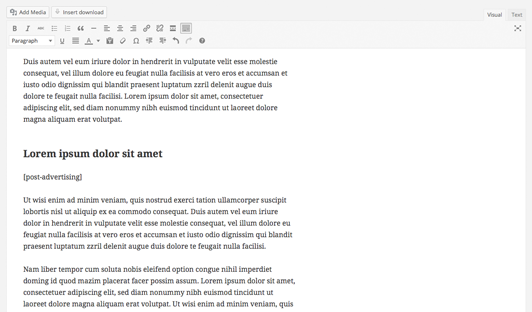 Add Media Insert download
Visual Text
Paragraph
Duis autem vel eum iriure dolor in hendrerit in vulputate velit esse molestie
consequat, vel illum dolore eu feugiat nulla facilisis at vero eros et accumsan et
iusto odio dignissim qui blandit praesent luptatum zzril delenit augue duis
dolore te feugait nulla facilisi. Lorem ipsum dolor sit amet, consectetuer
adipiscing elit, sed diam nonummy nibh euismod tincidunt ut laoreet dolore
magna aliquam erat volutpat.
Lorem ipsum dolor sit amet
[post-advertising]
Ut wisi enim ad minim veniam, quis nostrud exerci tation ullamcorper suscipit
lobortis nisl ut aliquip ex ea commodo consequat. Duis autem vel eum iriure
dolor in hendrerit in vulputate velit esse molestie consequat, vel illum dolore eu
feugiat nulla facilisis at vero eros et accumsan et iusto odio dignissim qui blandit
praesent luptatum zzril delenit augue duis dolore te feugait nulla facilisi.
Nam liber tempor cum soluta nobis eleifend option congue nihil imperdiet
doming id quod mazim placerat facer possim assum. Lorem ipsum dolor sit amet,
consectetuer adipiscing elit, sed diam nonummy nibh euismod tincidunt ut
laoreet dolore magna aliquam erat volutpat. Ut wisi enim ad minim veniam, quis